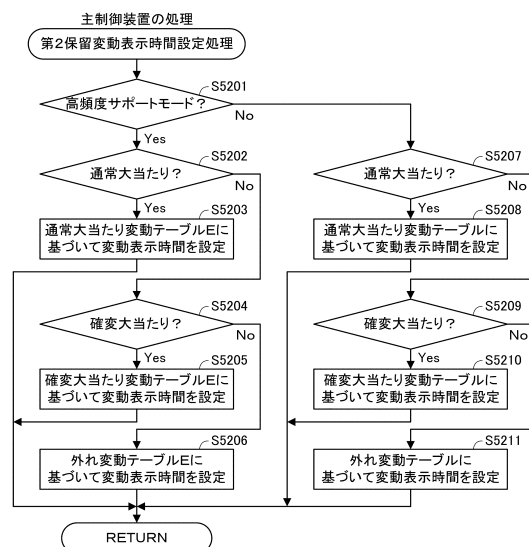 主制御装置の処理
第2保留変動表示時間設定処理
S5201
高頻度サポートモード？
No
Yes
S5202
通常大当たり？
No
Yes
S5203
通常大当たり変動テーブルEに
基づいて変動表示時間を設定
S5204
確変大当たり？
No
Yes
S5205
確変大当たり変動テーブルEに
基づいて変動表示時間を設定
S5206
外れ変動テーブルEに
基づいて変動表示時間を設定
S5207
通常大当たり？
No
Yes
S5208
通常大当たり変動テーブルに
基づいて変動表示時間を設定
S5209
確変大当たり？
No
Yes
S5210
確変大当たり変動テーブルに
基づいて変動表示時間を設定
S5211
外れ変動テーブルに
基づいて変動表示時間を設定
RETURN